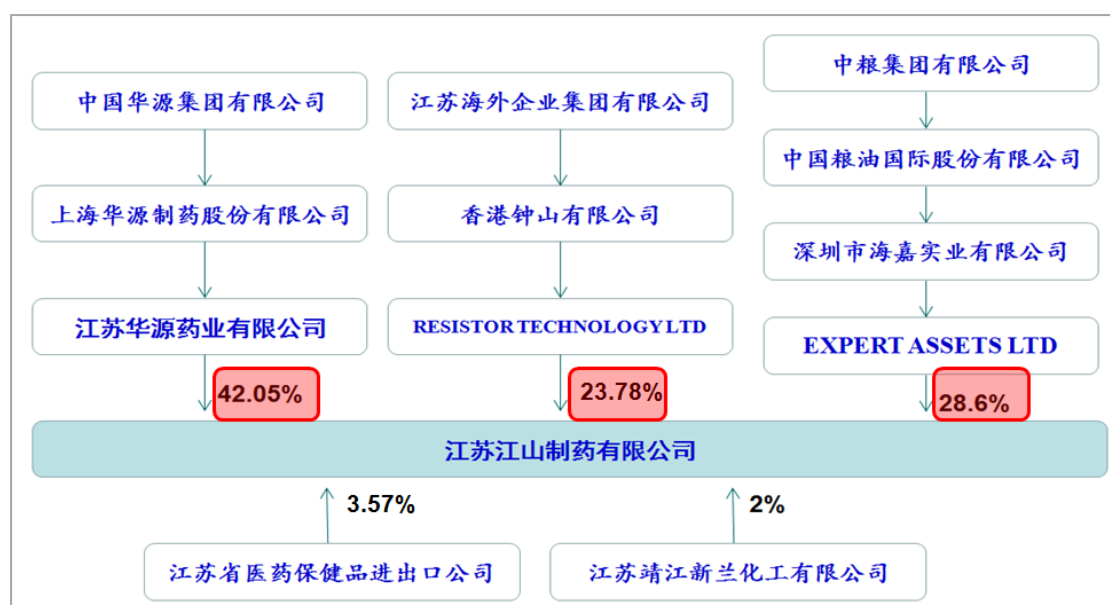 中国华源集团有限公司
江苏海外企业集团有限公司
中粮集团有限公司
上海华源制药股份有限公司
香港钟山有限公司
中国粮油国际股份有限公司
深圳市海嘉实业有限公司
江苏华源药业有限公司
RESISTOR TECHNOLOGY LTD
EXPERT ASSETS LTD
42.05%
23.78%
28.6%
江苏江山制药有限公司
3.57%
2%
江苏省医药保健品进出口公司
江苏靖江新兰化工有限公司